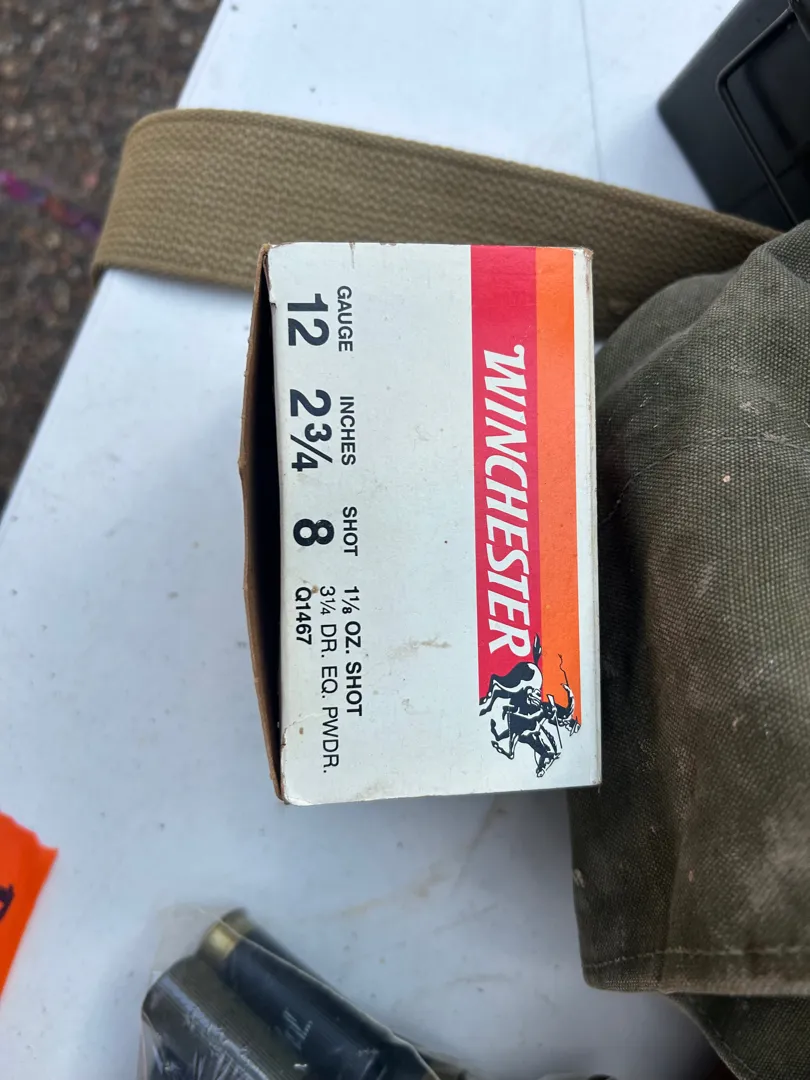 WINCHESTER
GAUGE INCHES SHOT 1⅛ OZ. SHOT
12 2¾ 8 3¼ DR. EQ. PWDR.
Q1467